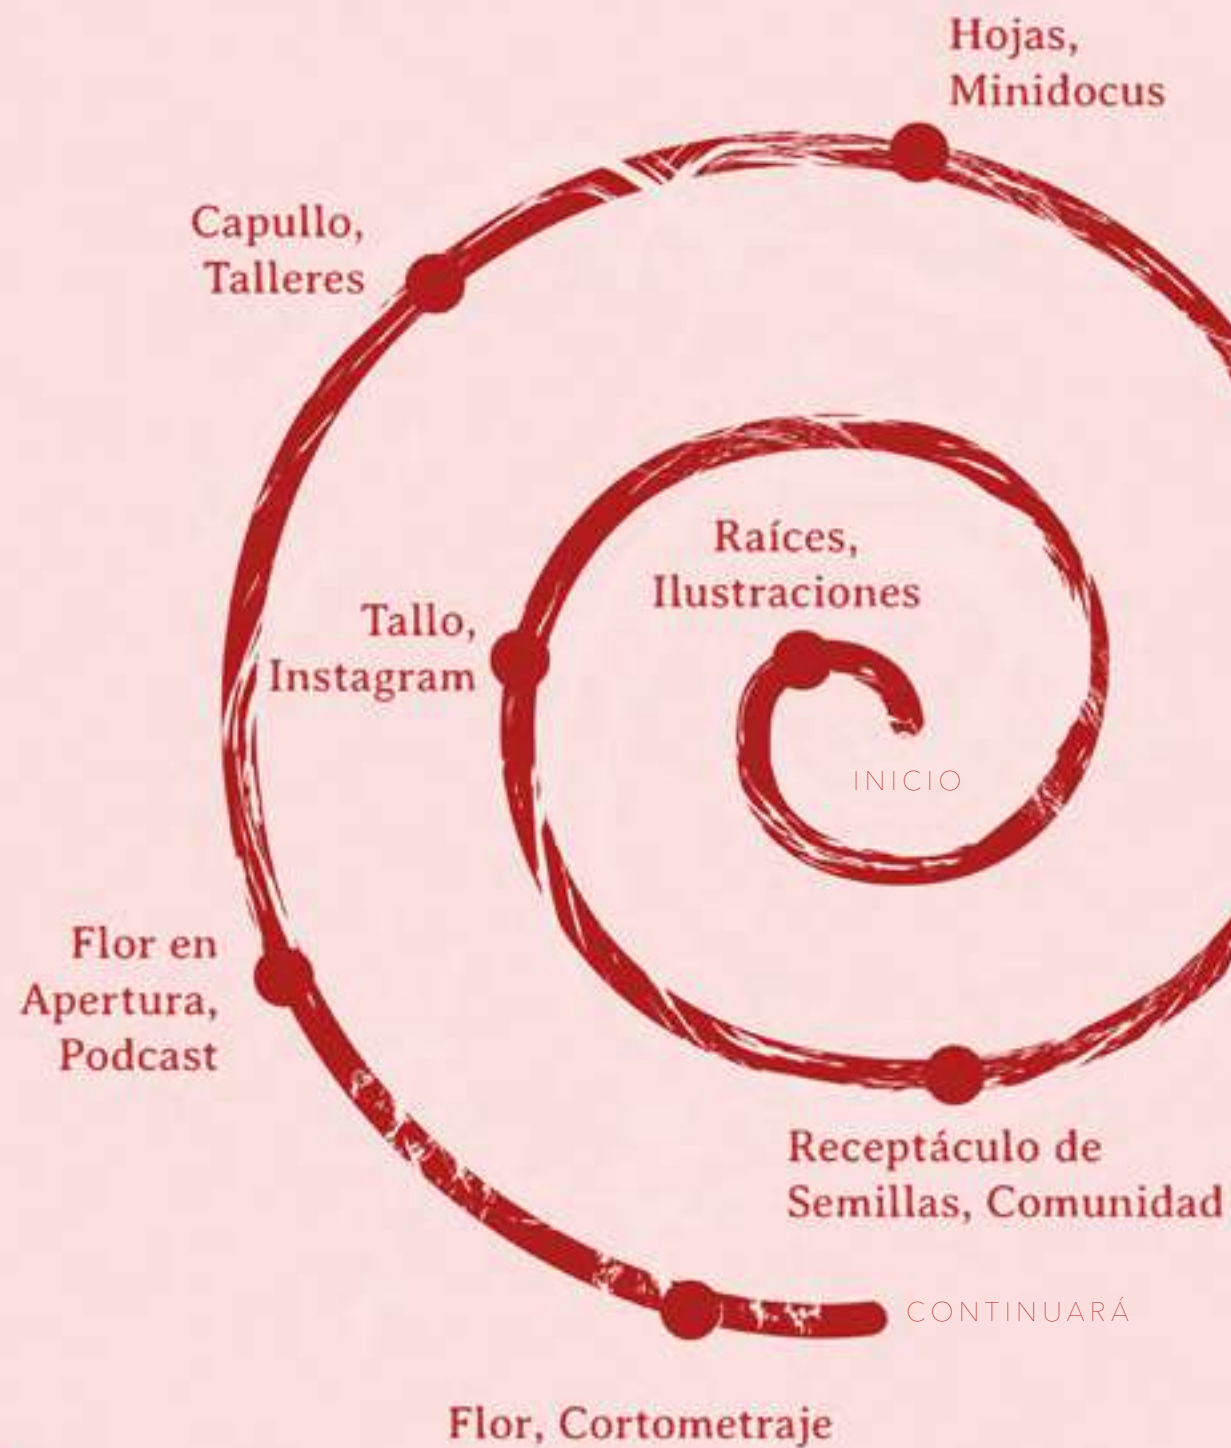 Hojas,
Minidocus
Capullo,
Talleres
Raíces,
Ilustraciones
Tallo,
Instagram
INICIO
Flor en
Apertura,
Podcast
Receptáculo de
Semillas, Comunidad
CONTINUARÁ
Flor, Cortometraje